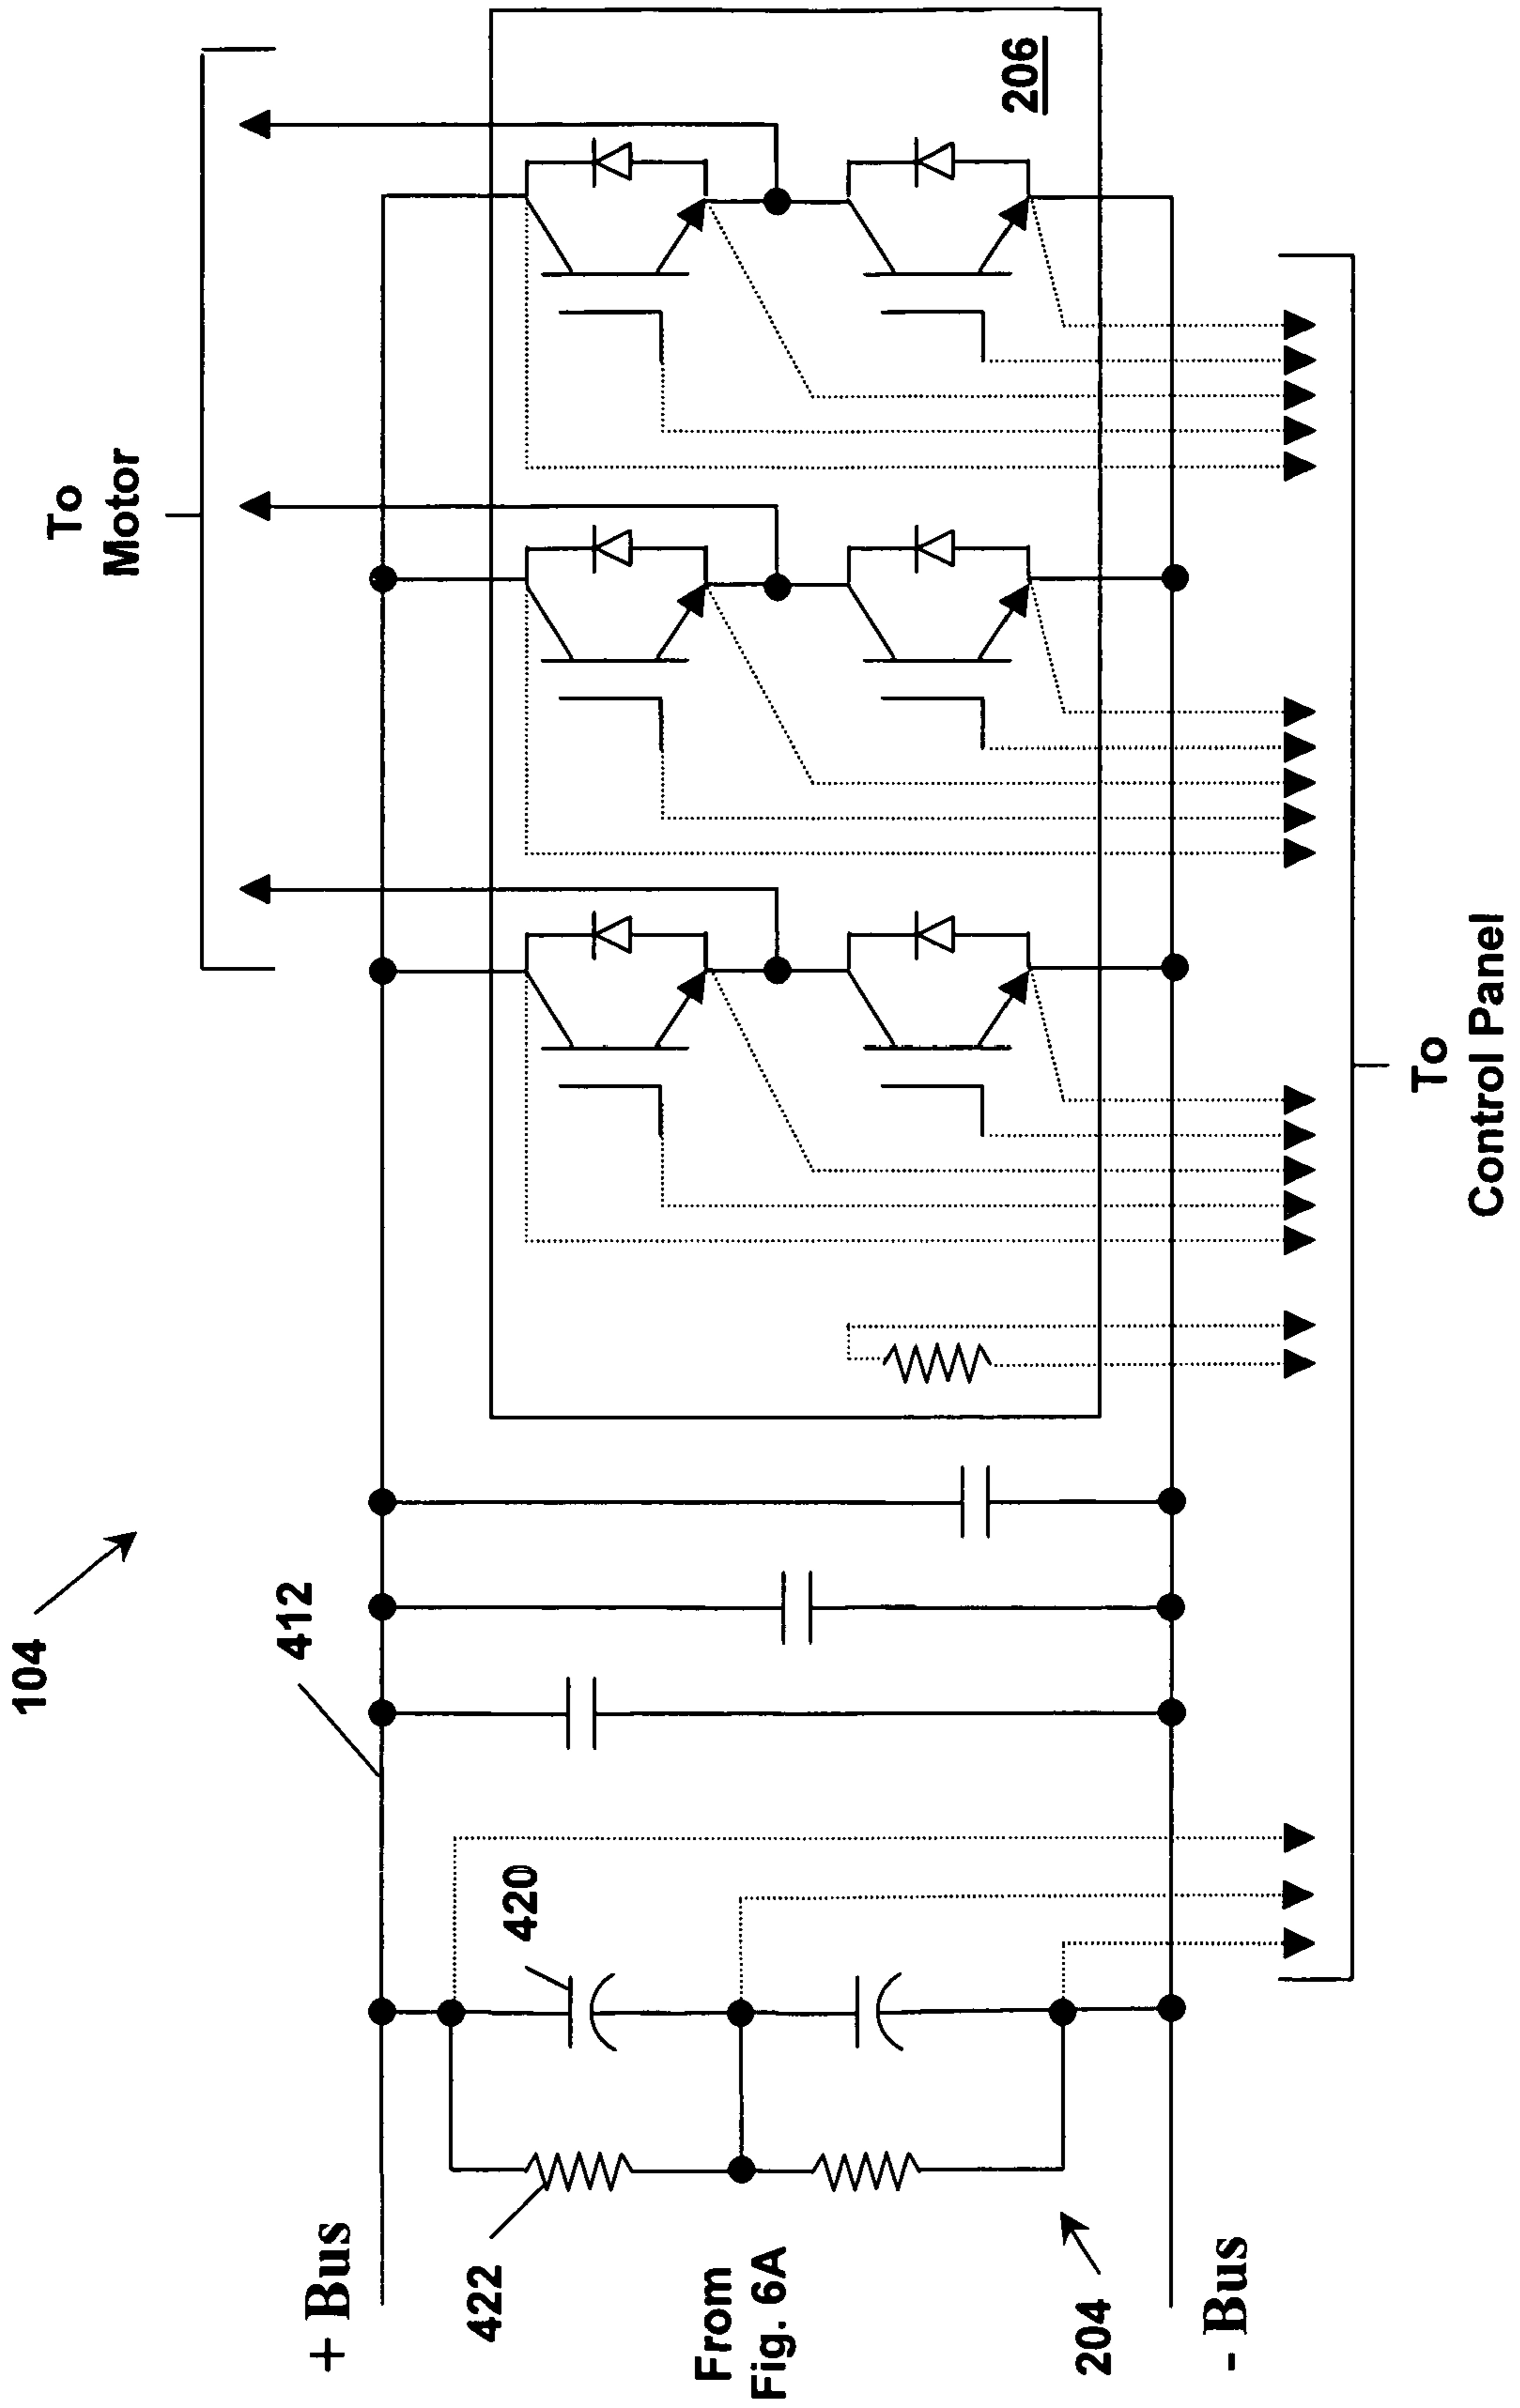 104
412
To
Motor
+ Bus
420
422
206
From
Fig. 6A
204
- Bus
To
Control Panel